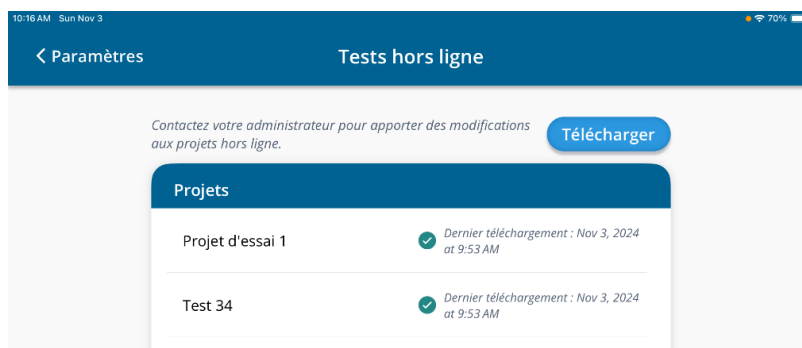 10:16 AM Sun Nov 3
70%
Paramètres
Tests hors ligne
Contactez votre administrateur pour apporter des modifications
aux projets hors ligne.
Télécharger
Projets
Projet d'essai 1
Dernier téléchargement : Nov 3, 2024
at 9:53 AM
Test 34
Dernier téléchargement : Nov 3, 2024
at 9:53 AM